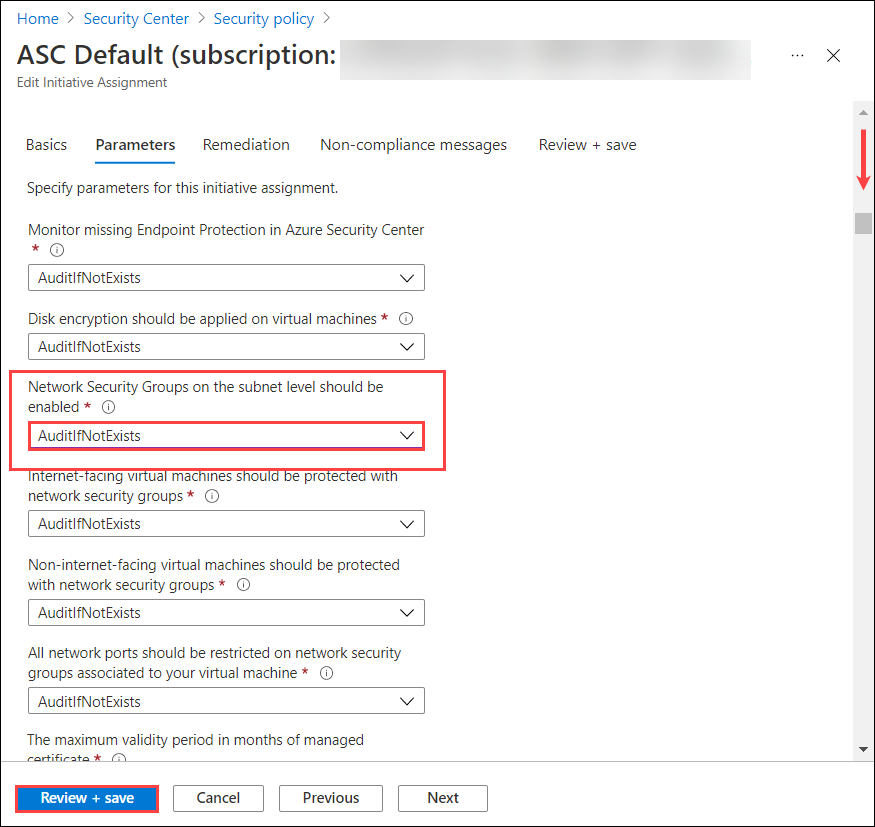 Home > Security Center > Security policy >
ASC Default (subscription:
Edit Initiative Assignment
Basics Parameters Remediation Non-compliance messages Review + save
Specify parameters for this initiative assignment.
Monitor missing Endpoint Protection in Azure Security Center
*
AuditIfNotExists
Disk encryption should be applied on virtual machines *
AuditIfNotExists
Network Security Groups on the subnet level should be
enabled *
AuditIfNotExists
Internet-facing virtual machines should be protected with
network security groups *
AuditIfNotExists
Non-internet-facing virtual machines should be protected
with network security groups *
AuditIfNotExists
All network ports should be restricted on network security
groups associated to your virtual machine *
AuditIfNotExists
The maximum validity period in months of managed
certificate *
Review + save Cancel Previous Next